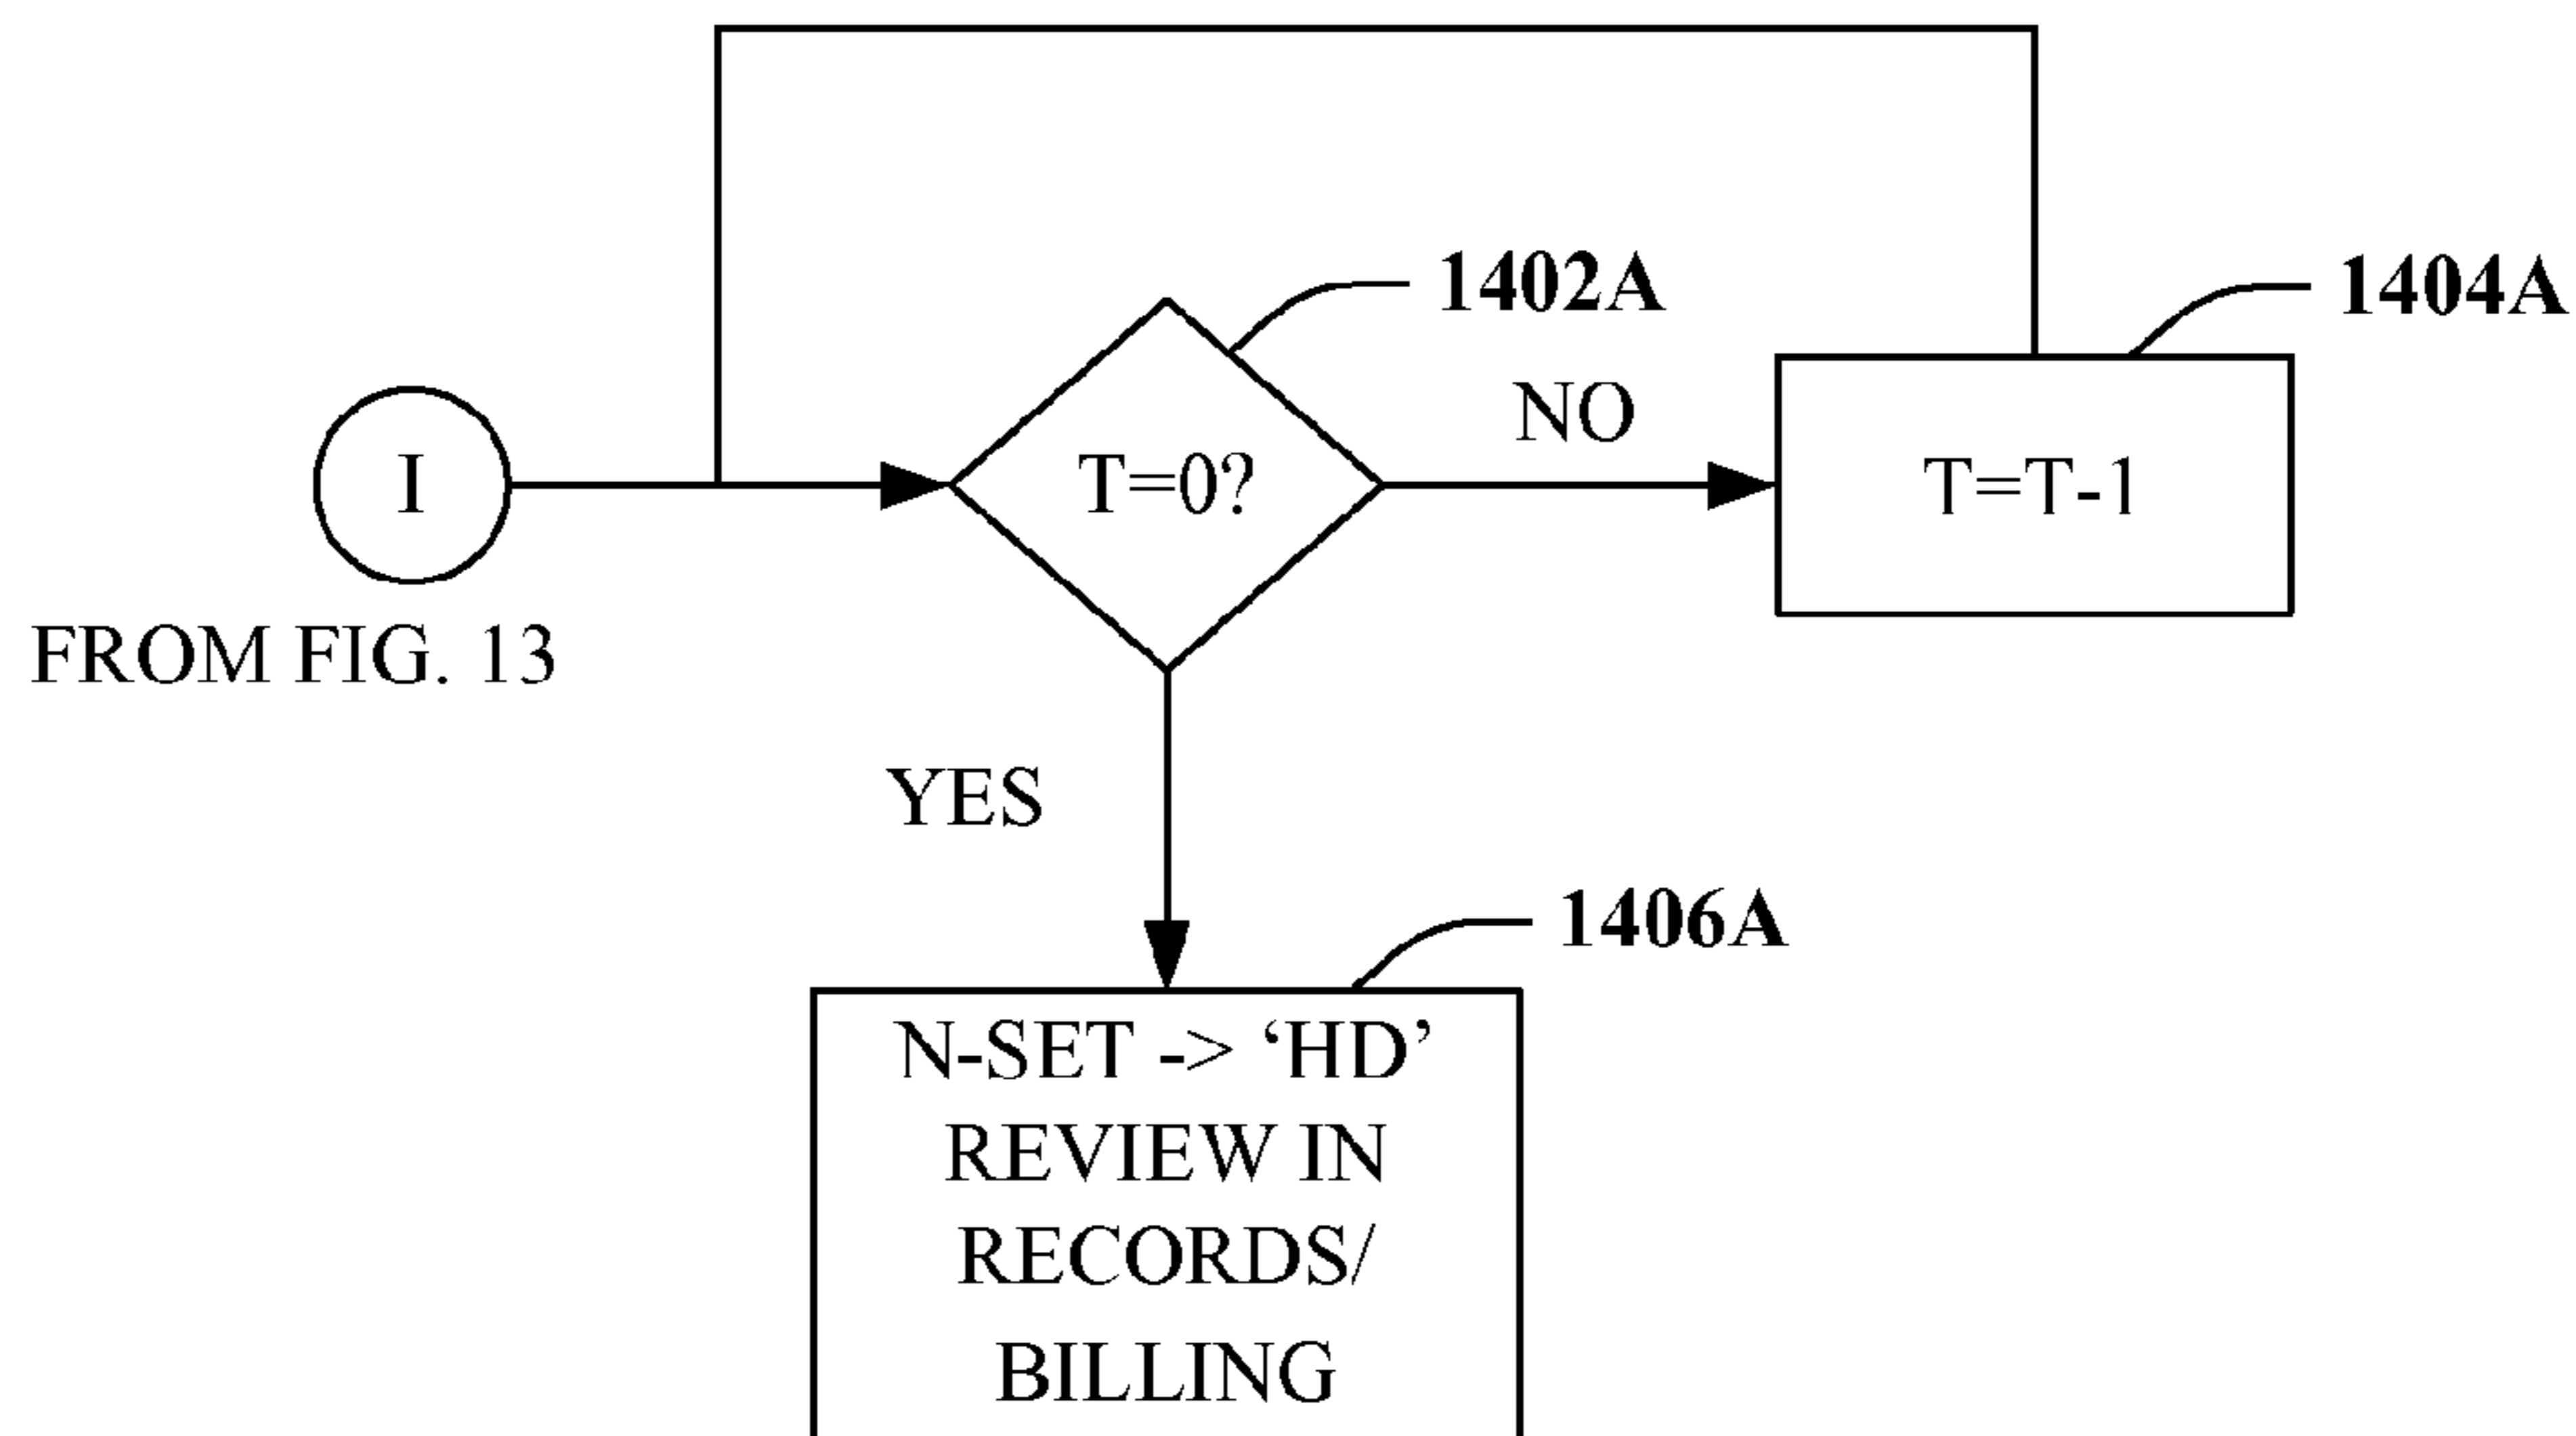 1402A
1404A
NO
I
T=0?
T=T-1
FROM FIG. 13
YES
1406A
N-SET -> ‘HD’
REVIEW IN
RECORDS/
BILLING